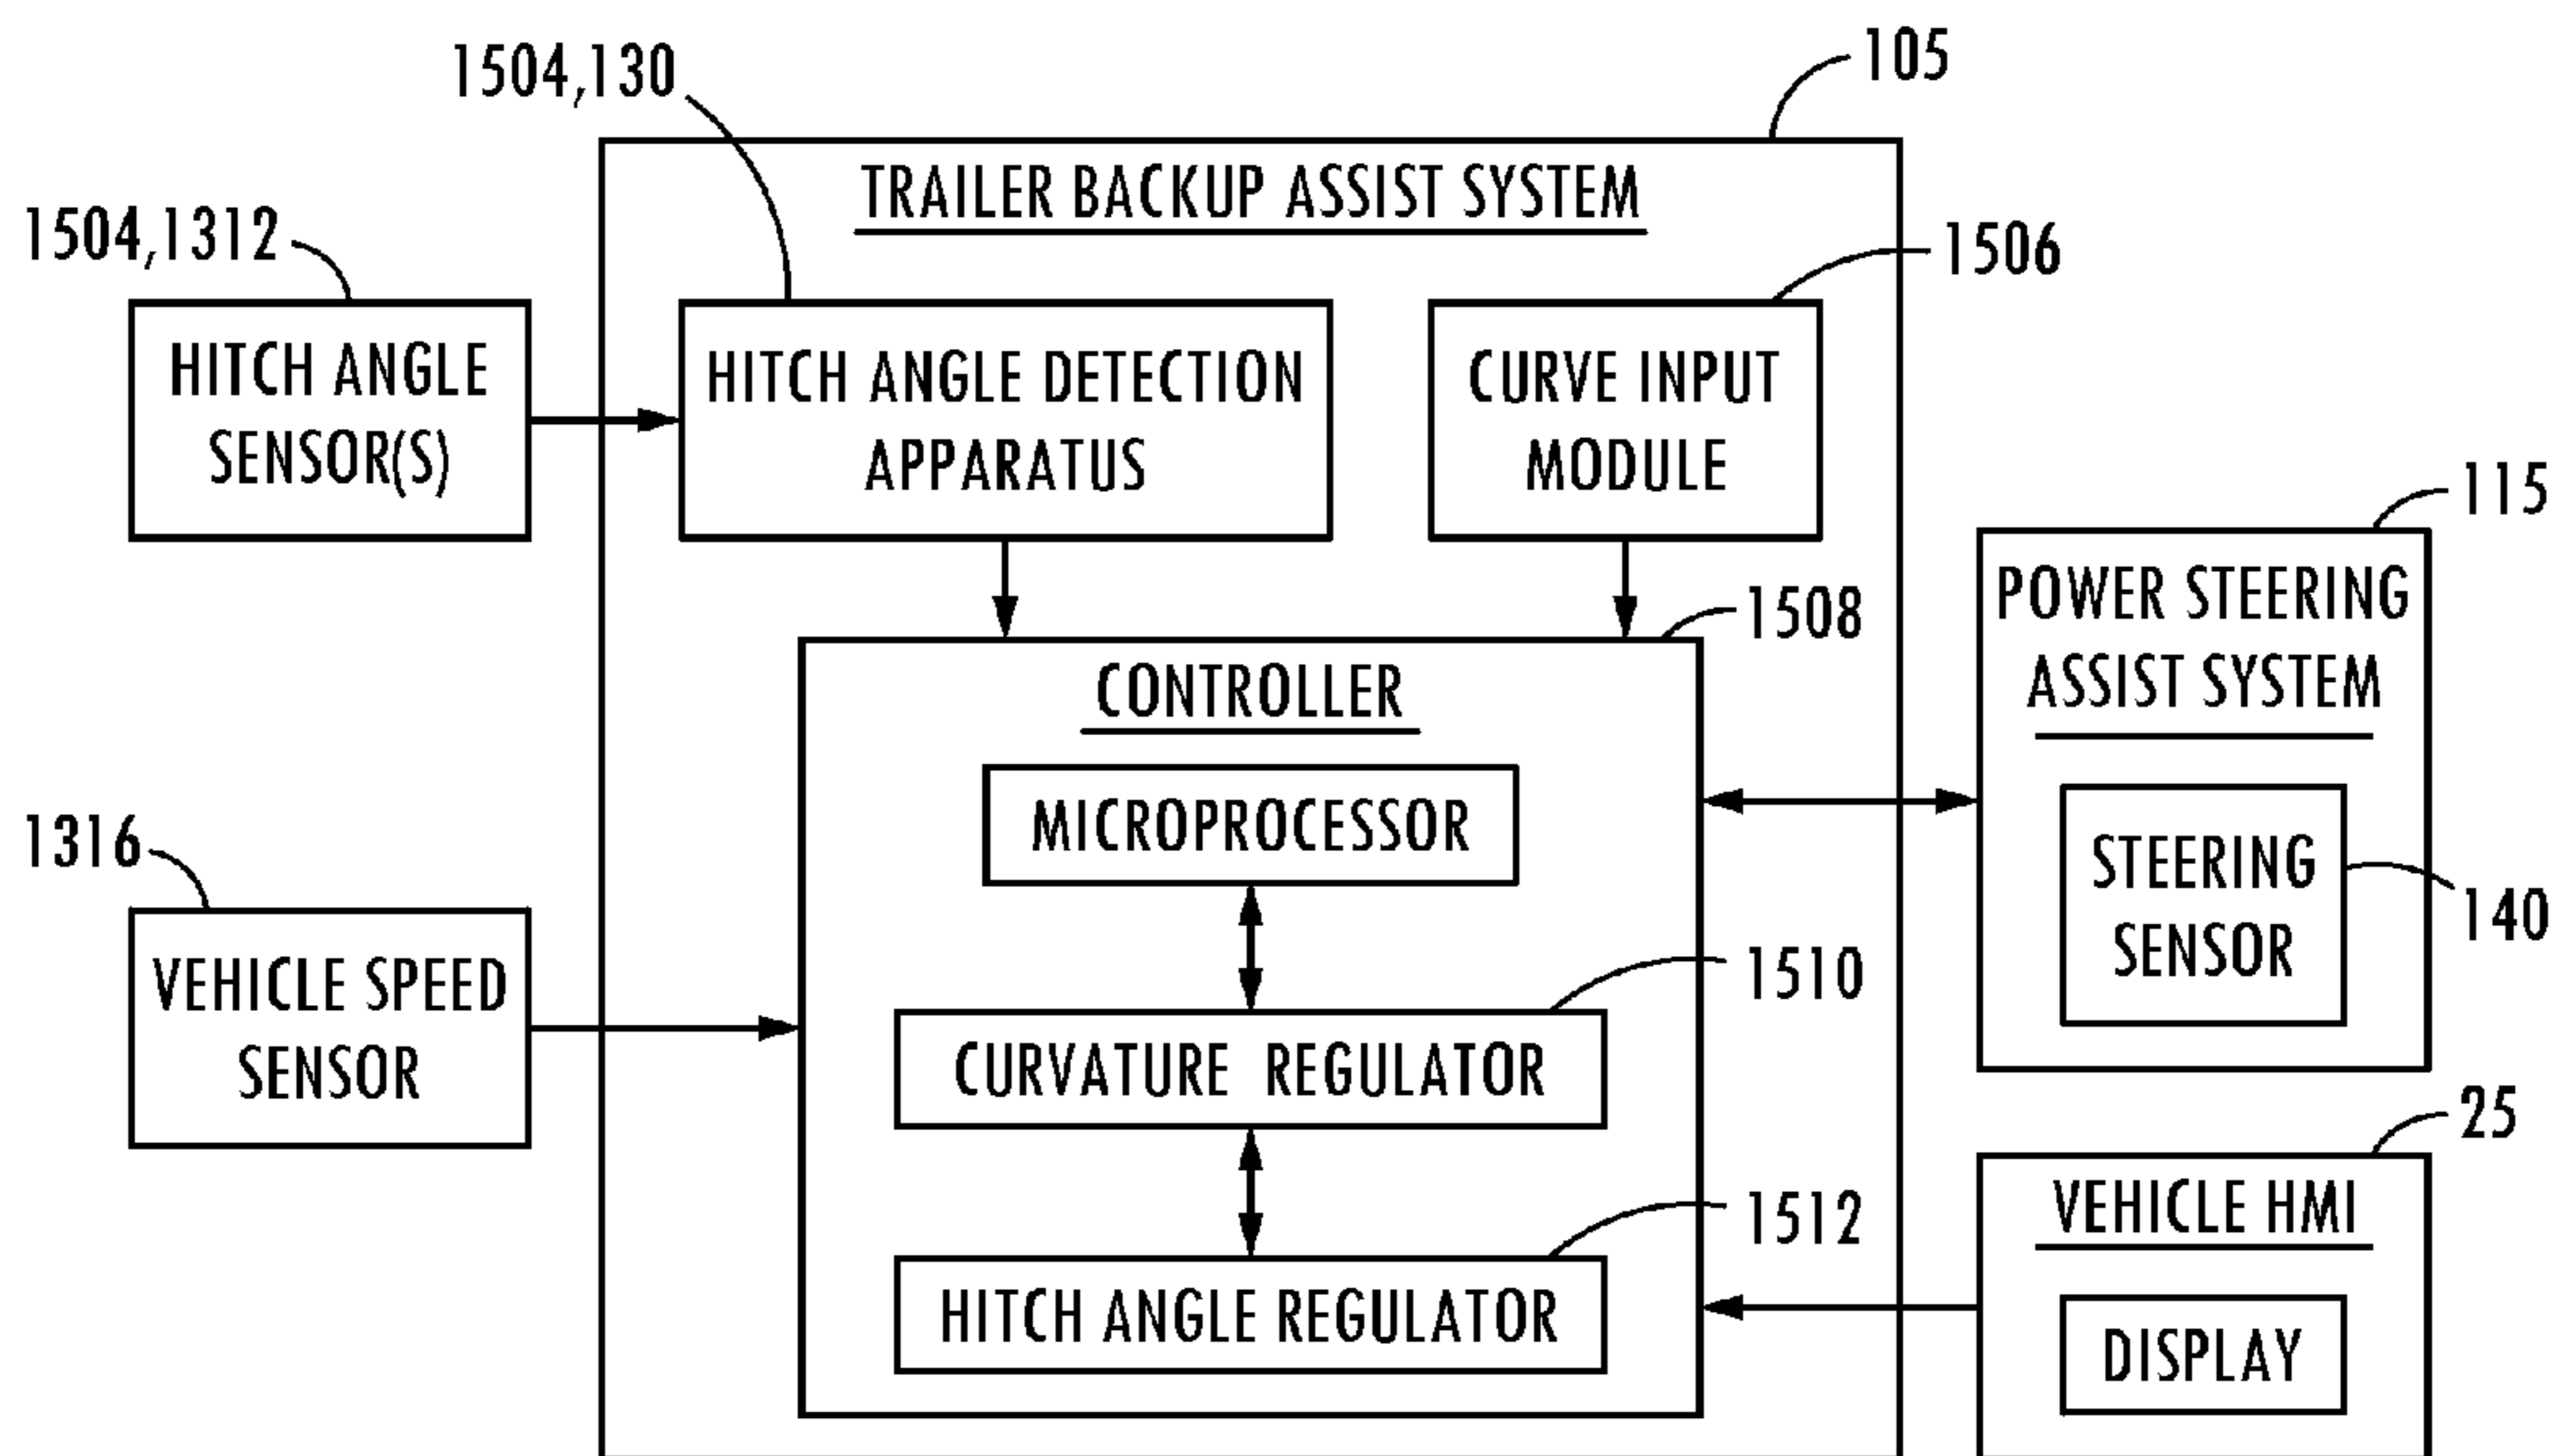 1504,130
105
TRAILER BACKUP ASSIST SYSTEM
1504,1312
1506
HITCH ANGLE
SENSOR(S)
HITCH ANGLE DETECTION
APPARATUS
CURVE INPUT
MODULE
115
1508
POWER STEERING
ASSIST SYSTEM
CONTROLLER
MICROPROCESSOR
STEERING
SENSOR
140
1316
VEHICLE SPEED
SENSOR
1510
CURVATURE REGULATOR
25
1512
VEHICLE HMI
HITCH ANGLE REGULATOR
DISPLAY